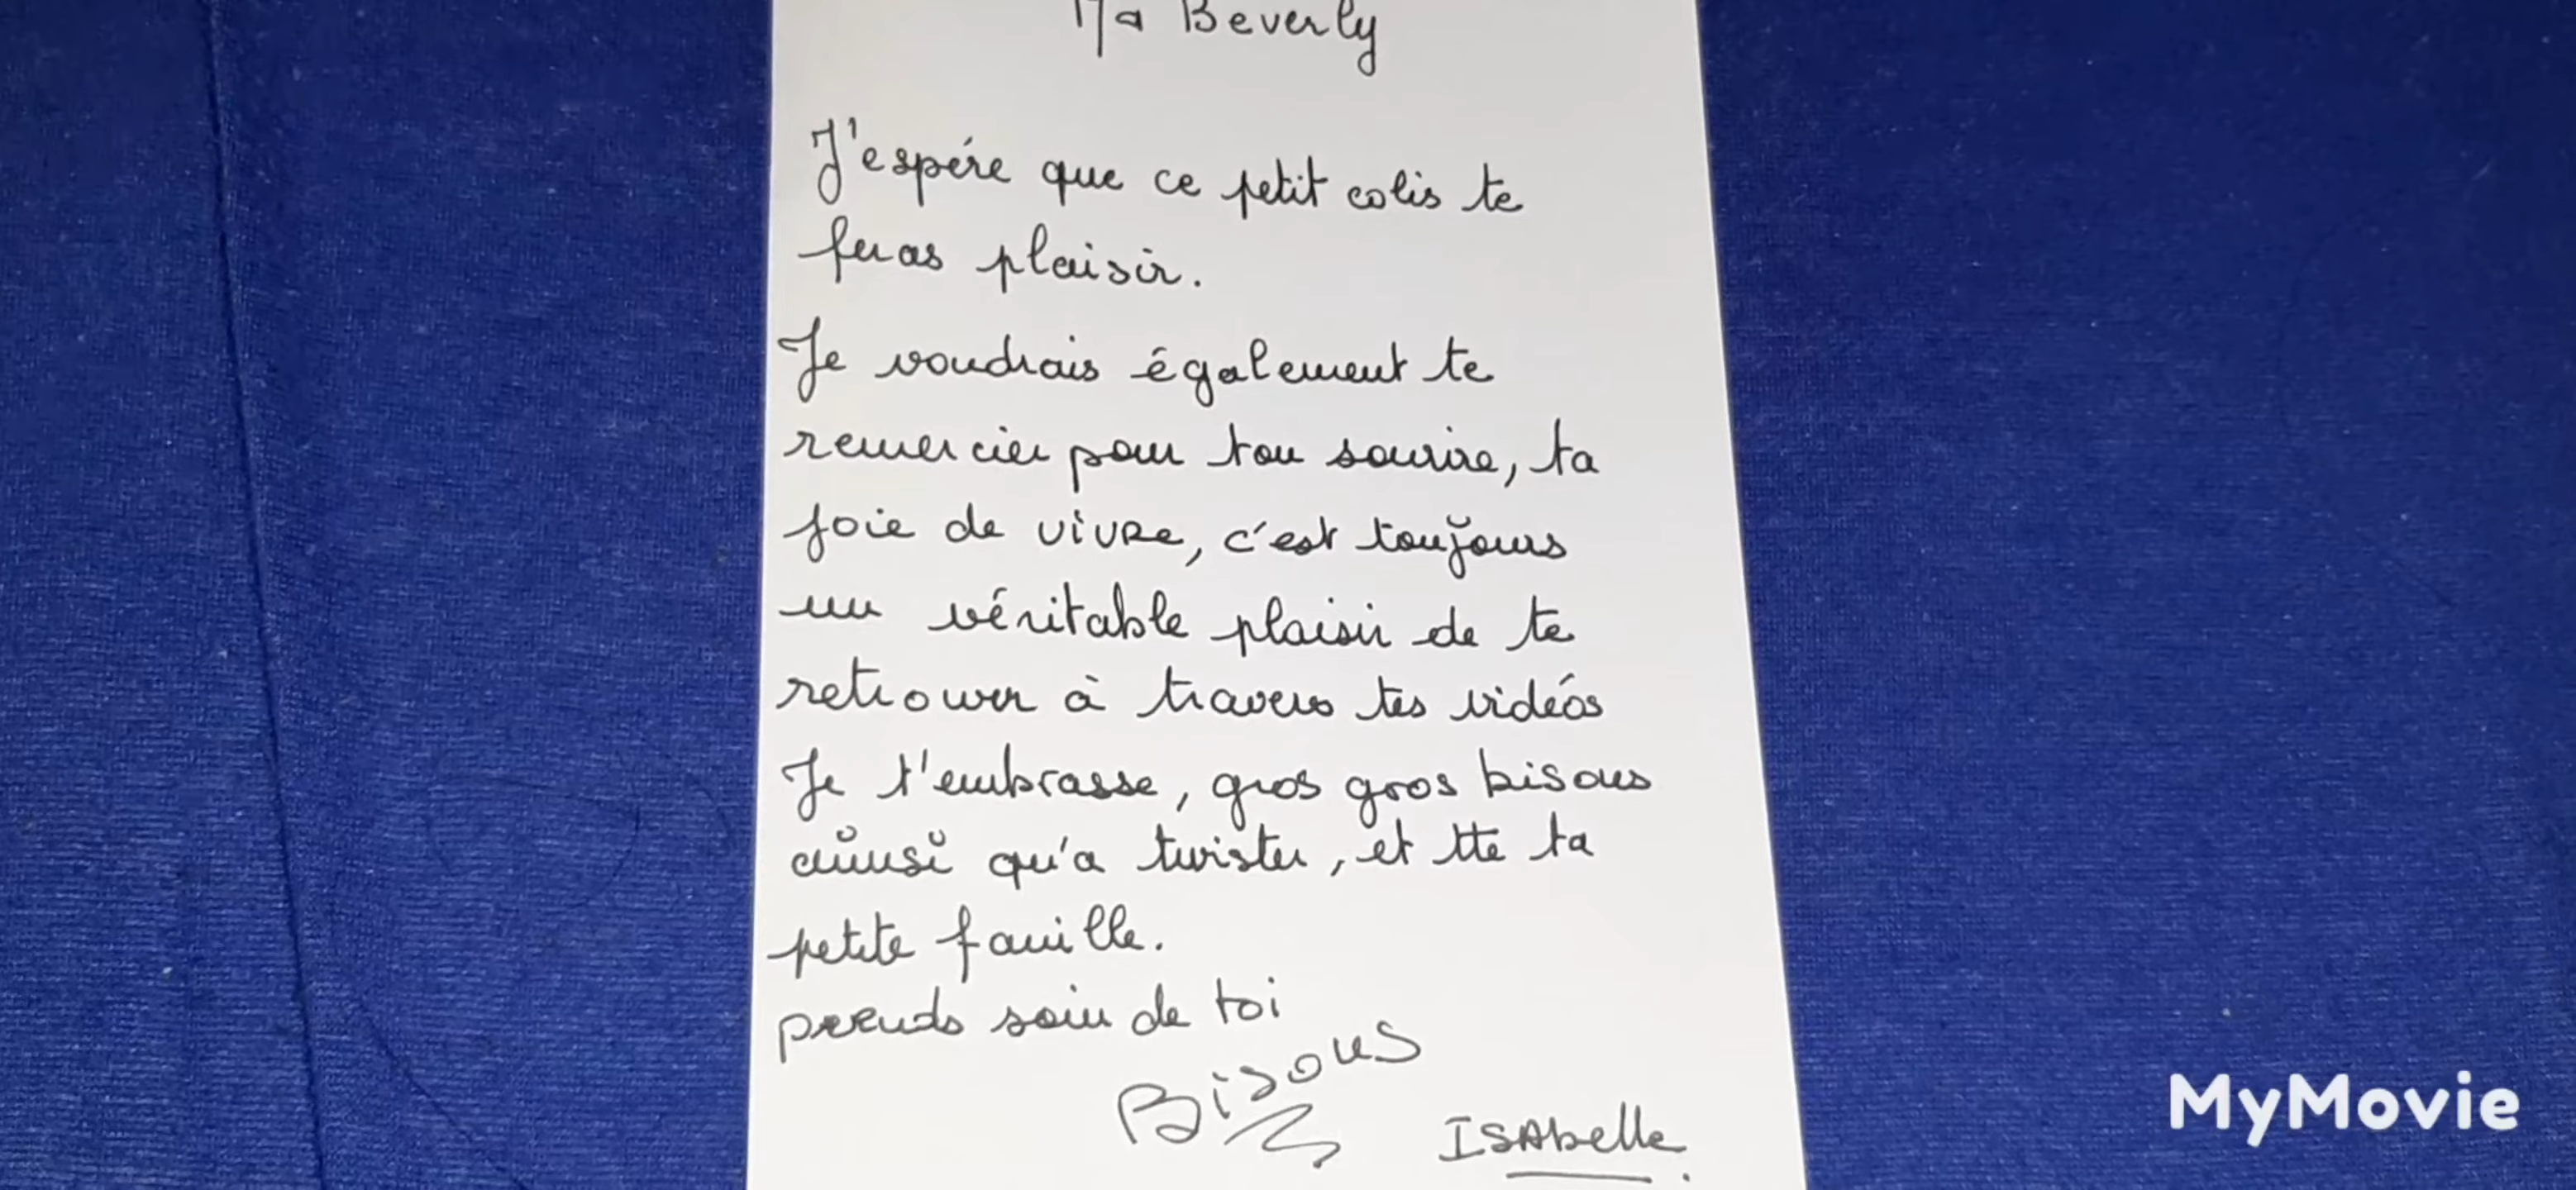 Ma Beverly
J'espére que ce petit colis te
feras plaisir.
Je voudrais également te
remercier pour ton sourire, ta
joie de vivre, c'est toujours
un véritable plaisir de te
retrouver à travers tes vidéos
Je t'embrasse, gros gros bisous
ainsi qu'a twister, et tte ta
petite famille.
prends soin de toi
Bisous
ISAbelle
MyMovie